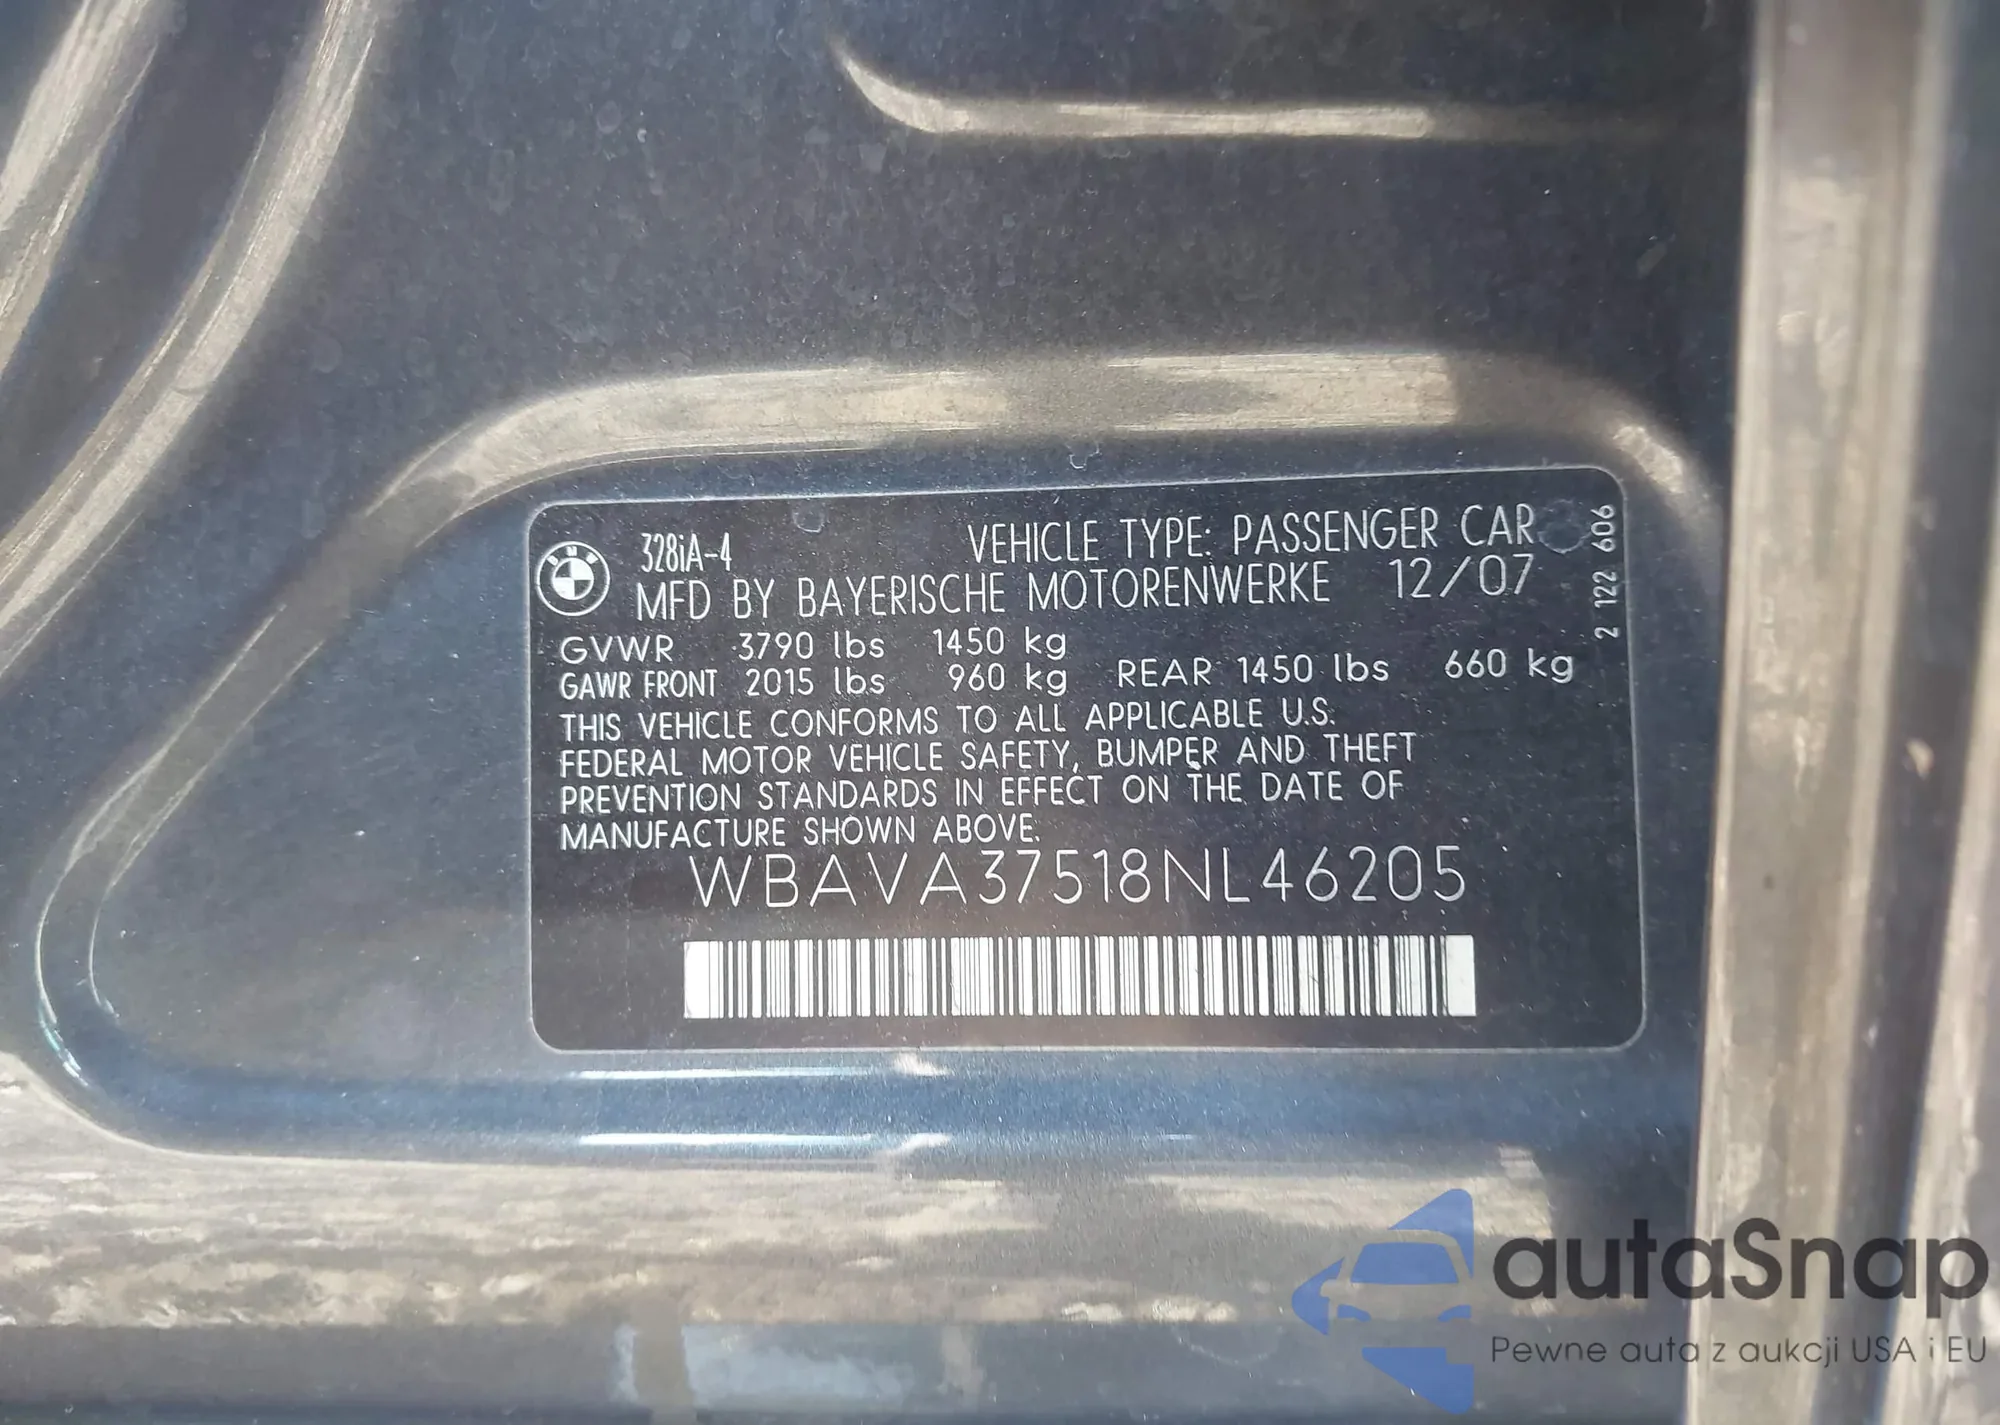 BMW
328iA-4
VEHICLE TYPE: PASSENGER CAR
MFD BY BAYERISCHE MOTORENWERKE 12/07
GVWR 3790 lbs 1450 kg
GAWR FRONT 2015 lbs 960 kg REAR 1450 lbs 660 kg
THIS VEHICLE CONFORMS TO ALL APPLICABLE U.S.
FEDERAL MOTOR VEHICLE SAFETY, BUMPER AND THEFT
PREVENTION STANDARDS IN EFFECT ON THE DATE OF
MANUFACTURE SHOWN ABOVE.
WBAVA37518NL46205
2 122 606
autaSnap
Pewne auta z aukcji USA i EU